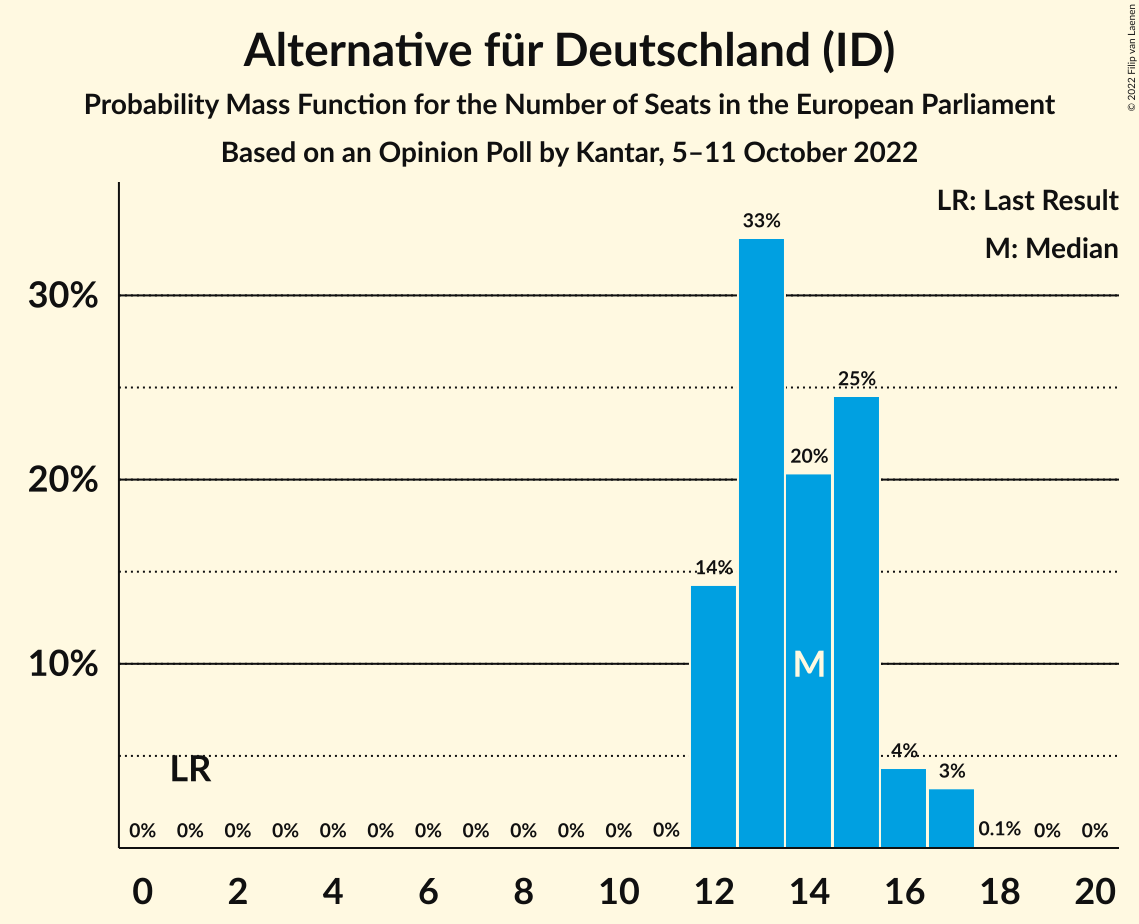 Alternative für Deutschland (ID)
Probability Mass Function for the Number of Seats in the European Parliament
Based on an Opinion Poll by Kantar, 5–11 October 2022
© 2022 Filip van Laenen
LR: Last Result
M: Median
30%
20%
10%
33%
25%
20%
14%
4%
3%
0% 0% 0% 0% 0% 0% 0% 0% 0% 0% 0% 0% 0.1% 0% 0%
LR
M
0 2 4 6 8 10 12 14 16 18 20